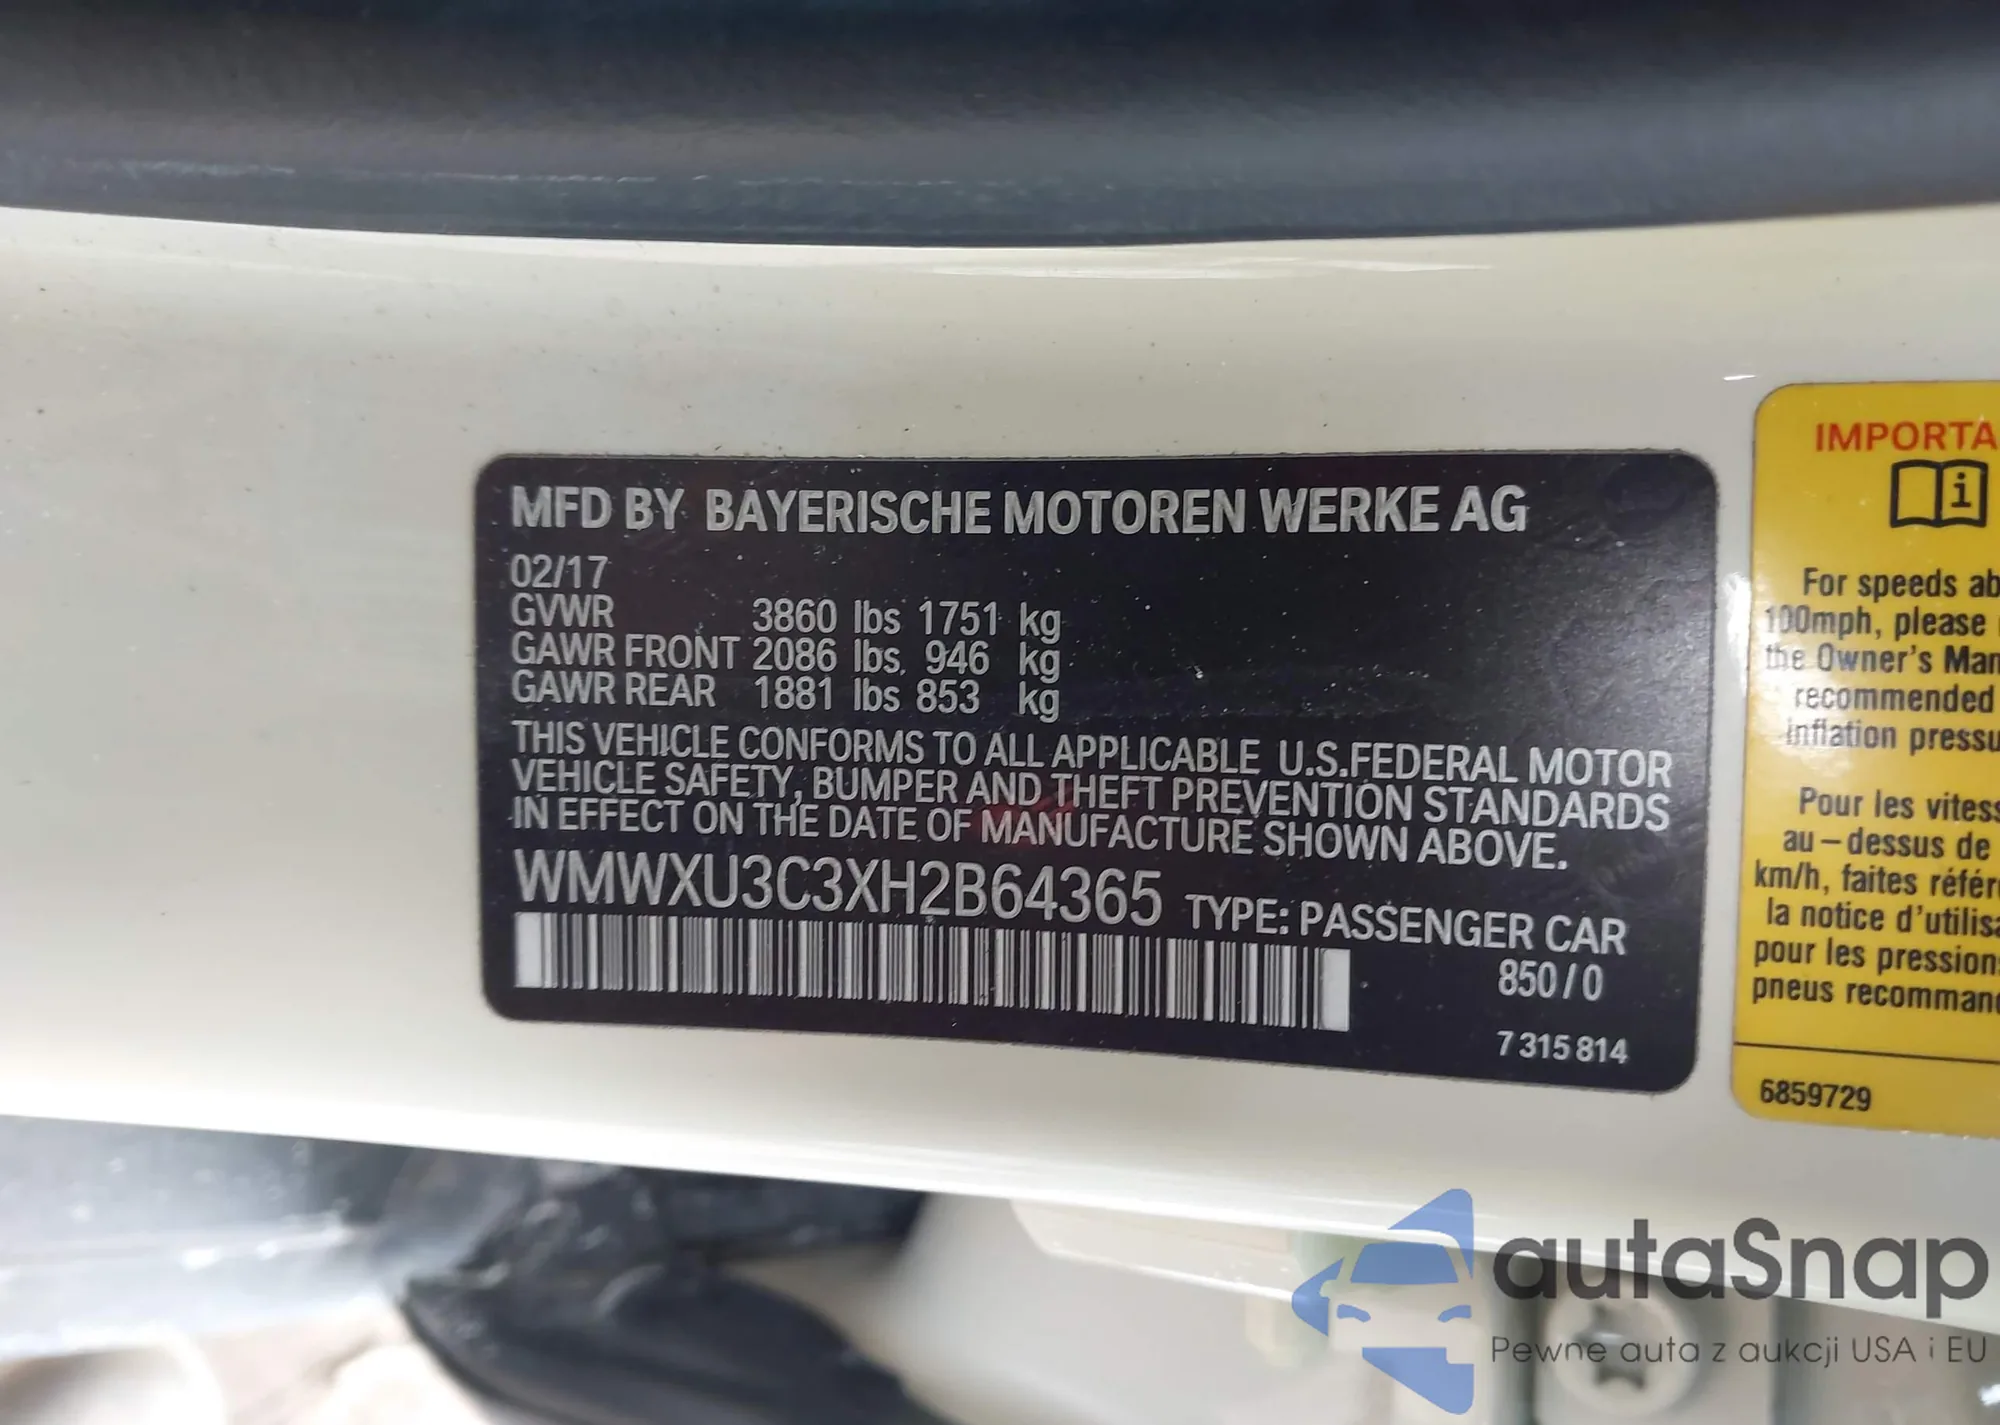 MFD BY BAYERISCHE MOTOREN WERKE AG
02/17
GVWR 3860 lbs 1751 kg
GAWR FRONT 2086 lbs 946 kg
GAWR REAR 1881 lbs 853 kg
THIS VEHICLE CONFORMS TO ALL APPLICABLE U.S.FEDERAL MOTOR
VEHICLE SAFETY, BUMPER AND THEFT PREVENTION STANDARDS
IN EFFECT ON THE DATE OF MANUFACTURE SHOWN ABOVE.
WMWXU3C3XH2B64365 TYPE: PASSENGER CAR
850/0
7 315 814
IMPORTA
For speeds ab
100mph, please
the Owner's Man
recommended
inflation pressu
Pour les vitess
au-dessus de
km/h, faites référ
la notice d'utilis
pour les pression
pneus recomman
6859729
autaSnap
Pewne auta z aukcji USA i EU